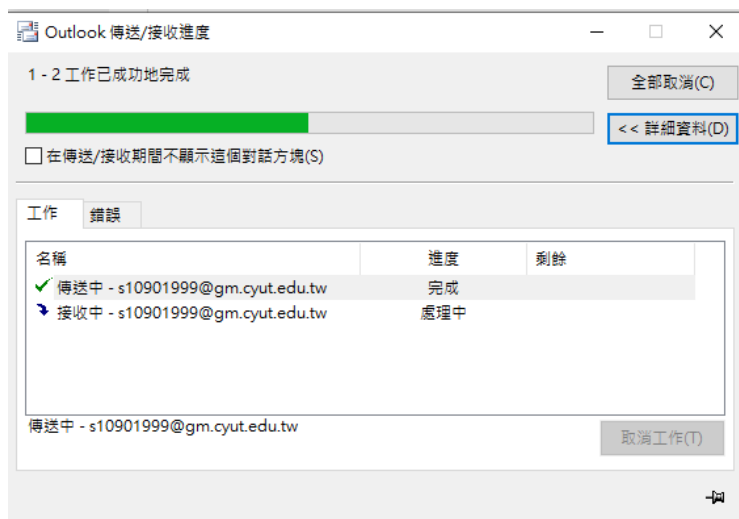 Outlook 傳送/接收進度
1 - 2 工作已成功地完成
全部取消(C)
<< 詳細資料(D)
在傳送/接收期間不顯示這個對話方塊(S)
工作 錯誤
名稱 進度 剩餘
傳送中 - s10901999@gm.cyut.edu.tw 完成
接收中 - s10901999@gm.cyut.edu.tw 處理中
傳送中 - s10901999@gm.cyut.edu.tw
取消工作(T)